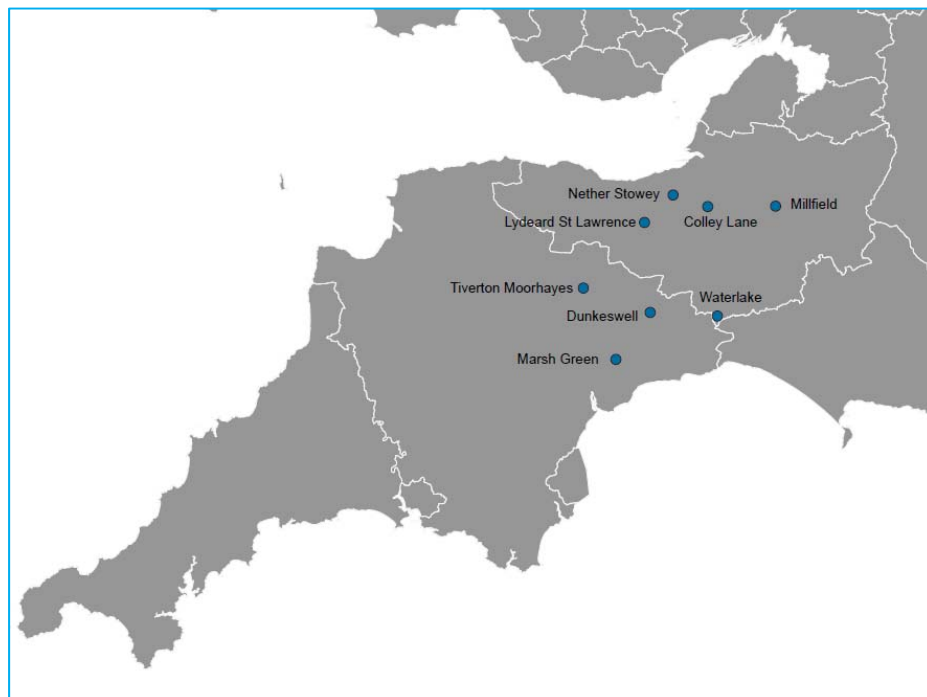 Nether Stowey
Millfield
Lydeard St Lawrence
Colley Lane
Tiverton Moorhayes
Waterlake
Dunkeswell
Marsh Green